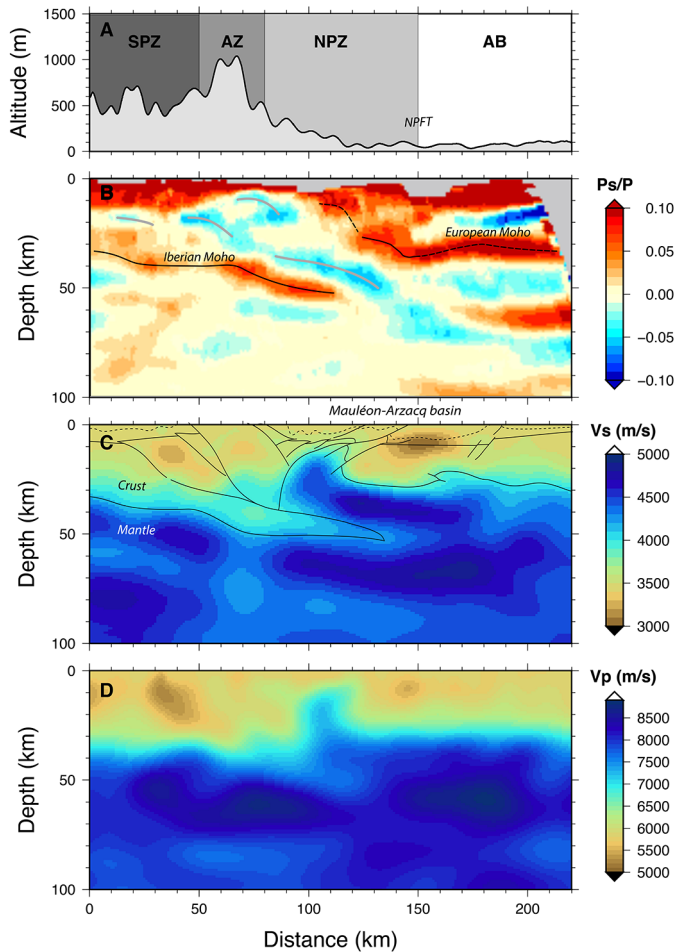 1500
A
SPZ
AZ
NPZ
AB
1000
500
NPFT
0
Altitude (m)
B
0
Iberian Moho
European Moho
50
100
Depth (km)
Ps/P
0.10
0.05
0.00
−0.05
−0.10
Mauléon-Arzacq basin
C
0
Crust
Mantle
50
100
Depth (km)
Vs (m/s)
5000
4500
4000
3500
3000
D
0
50
100
Depth (km)
Vp (m/s)
8500
8000
7500
7000
6500
6000
5500
5000
0
50
100
150
200
Distance (km)